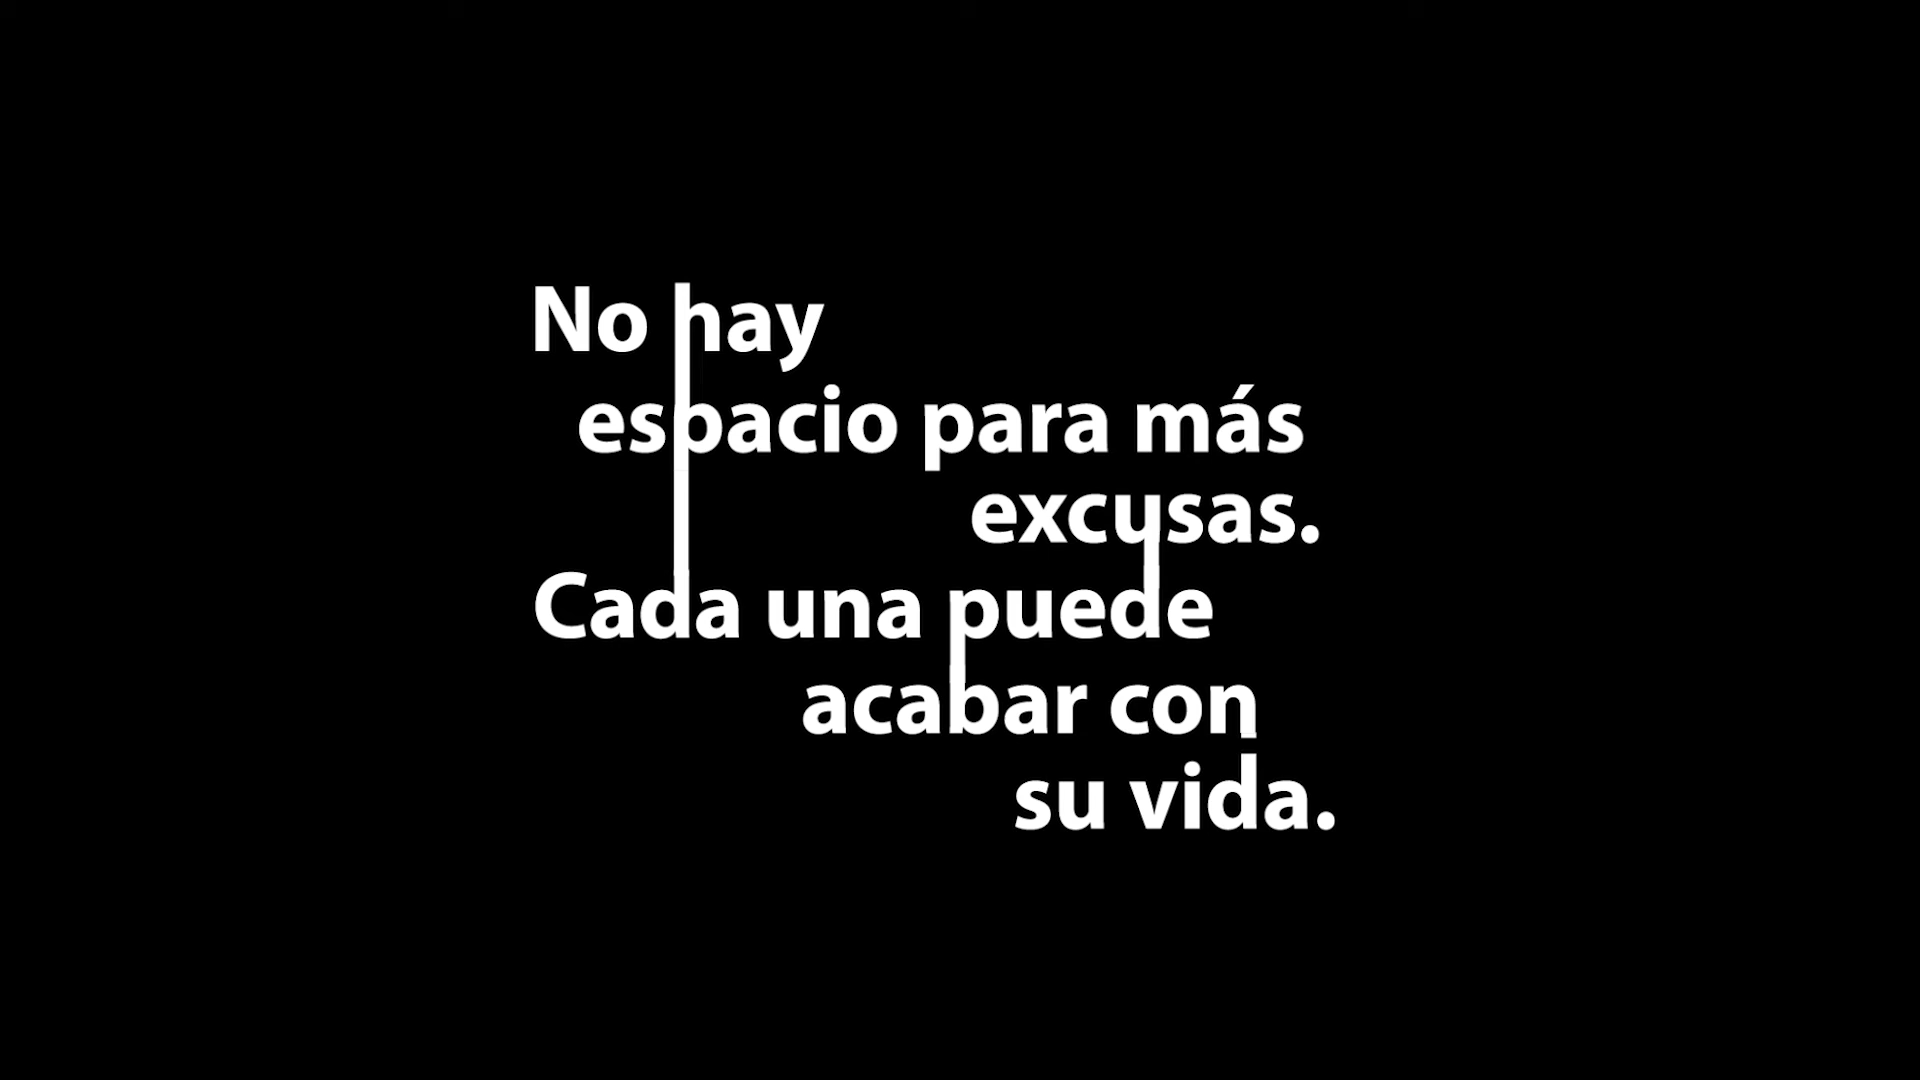 No hay
espacio para más
excusas.
Cada una puede
acabar con
su vida.